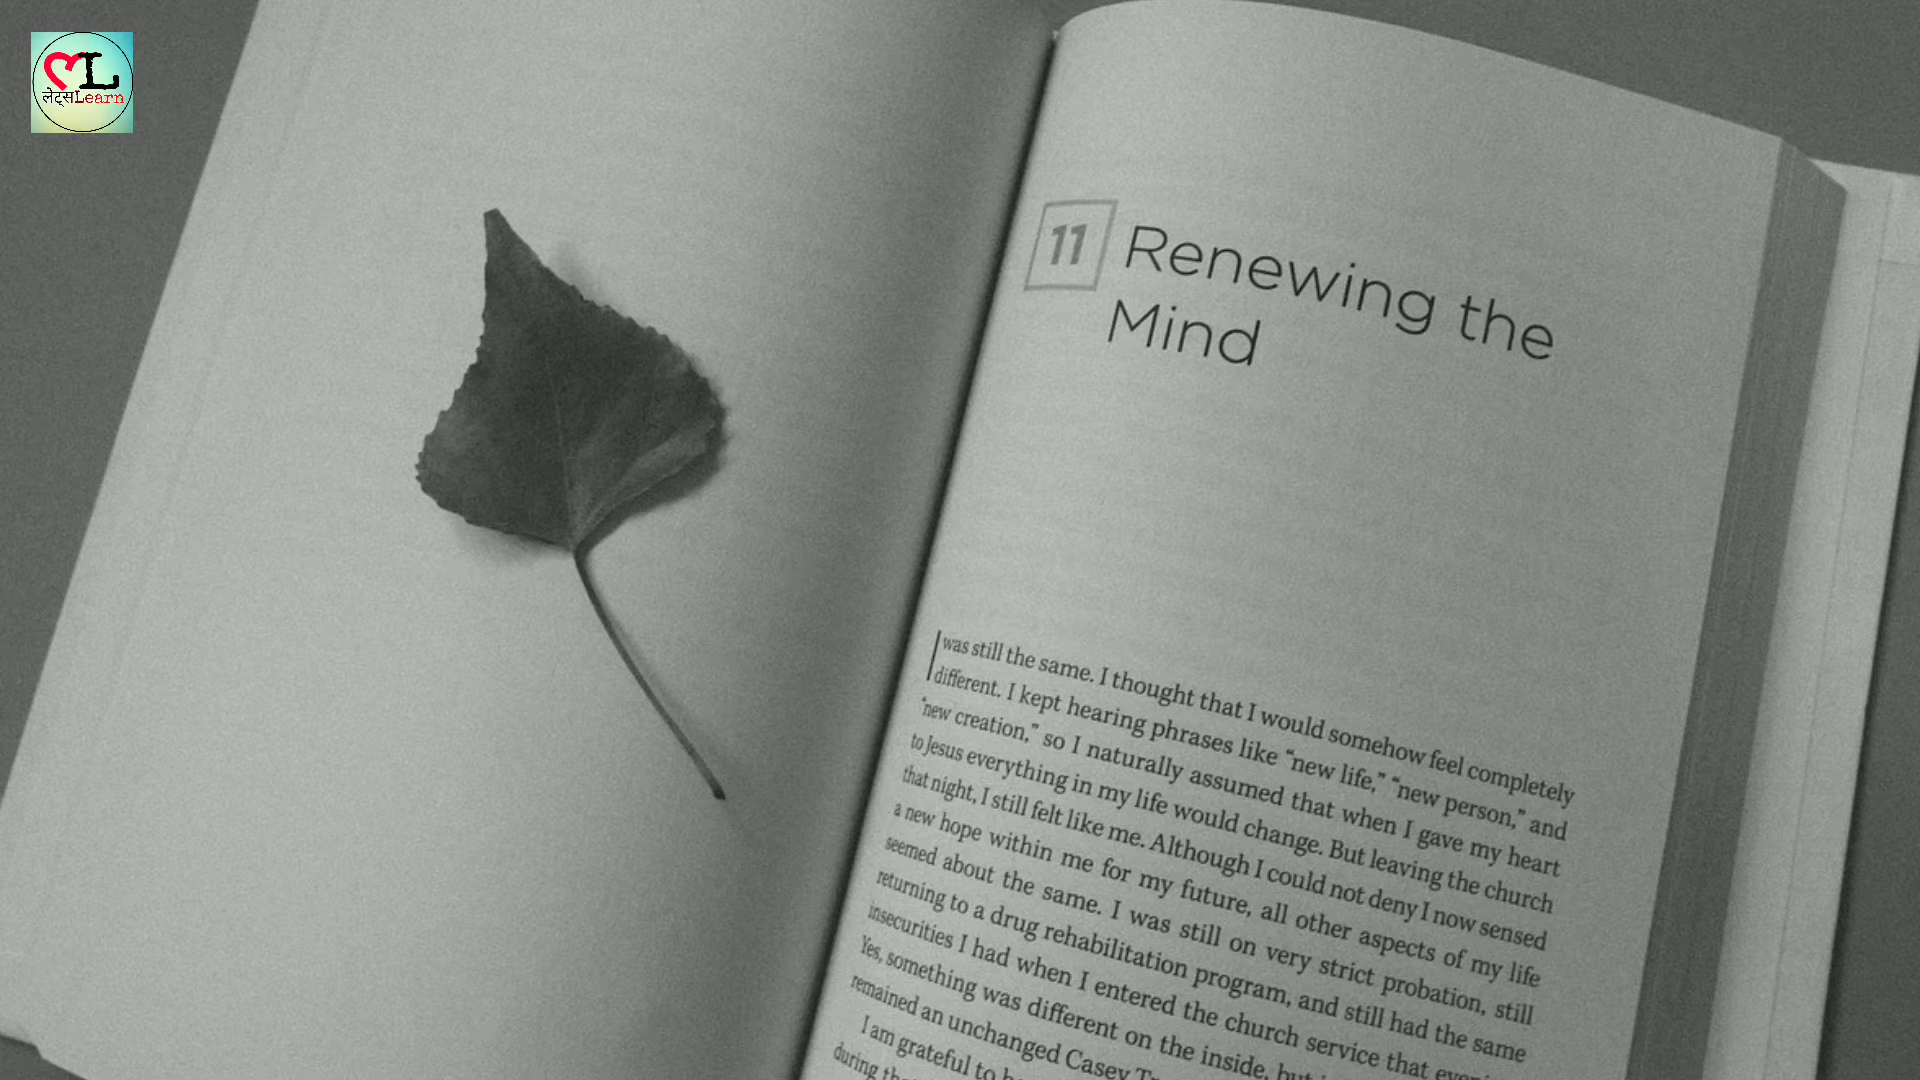 L
लेट्सLearn
11 Renewing the
Mind
I was still the same. I thought that I would somehow feel completely
different. I kept hearing phrases like “new life,” “new person,” and
“new creation,” so I naturally assumed that when I gave my heart
to Jesus everything in my life would change. But leaving the church
that night, I still felt like me. Although I could not deny I now sensed
a new hope within me for my future, all other aspects of my life
seemed about the same. I was still on very strict probation, still
returning to a drug rehabilitation program, and still had the same
insecurities I had when I entered the church service that
Yes, something was different on the inside, but
remained an unchanged Casey
I am grateful to
during